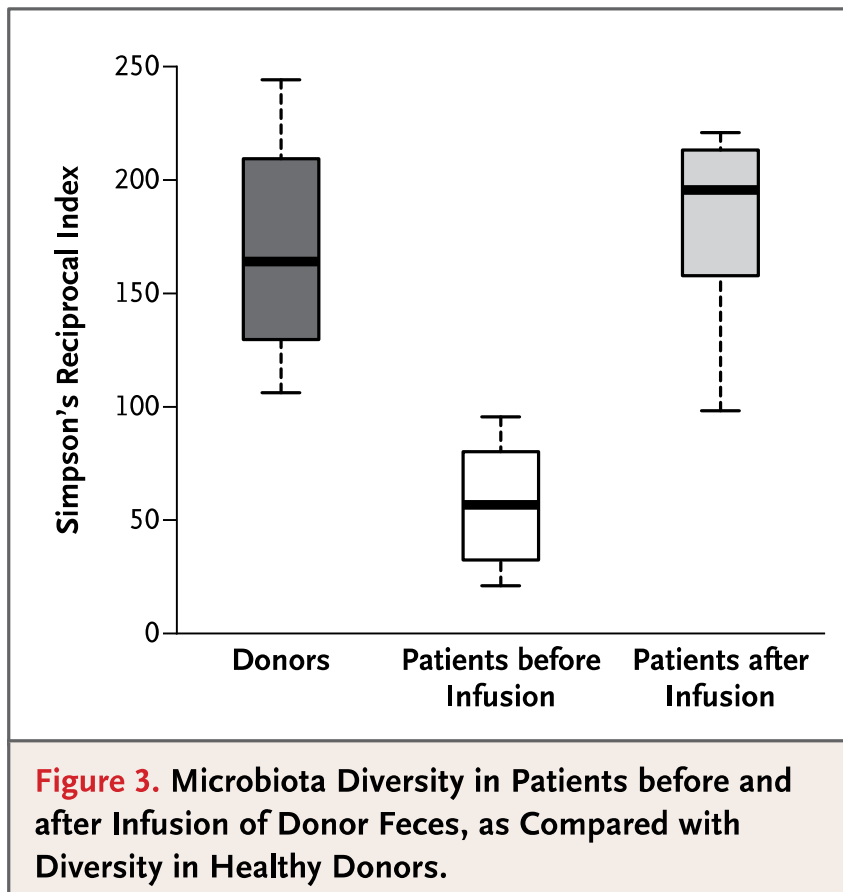 250
200
150
100
50
0
Simpson's Reciprocal Index
Donors
Patients before
Infusion
Patients after
Infusion
Figure 3. Microbiota Diversity in Patients before and
after Infusion of Donor Feces, as Compared with
Diversity in Healthy Donors.